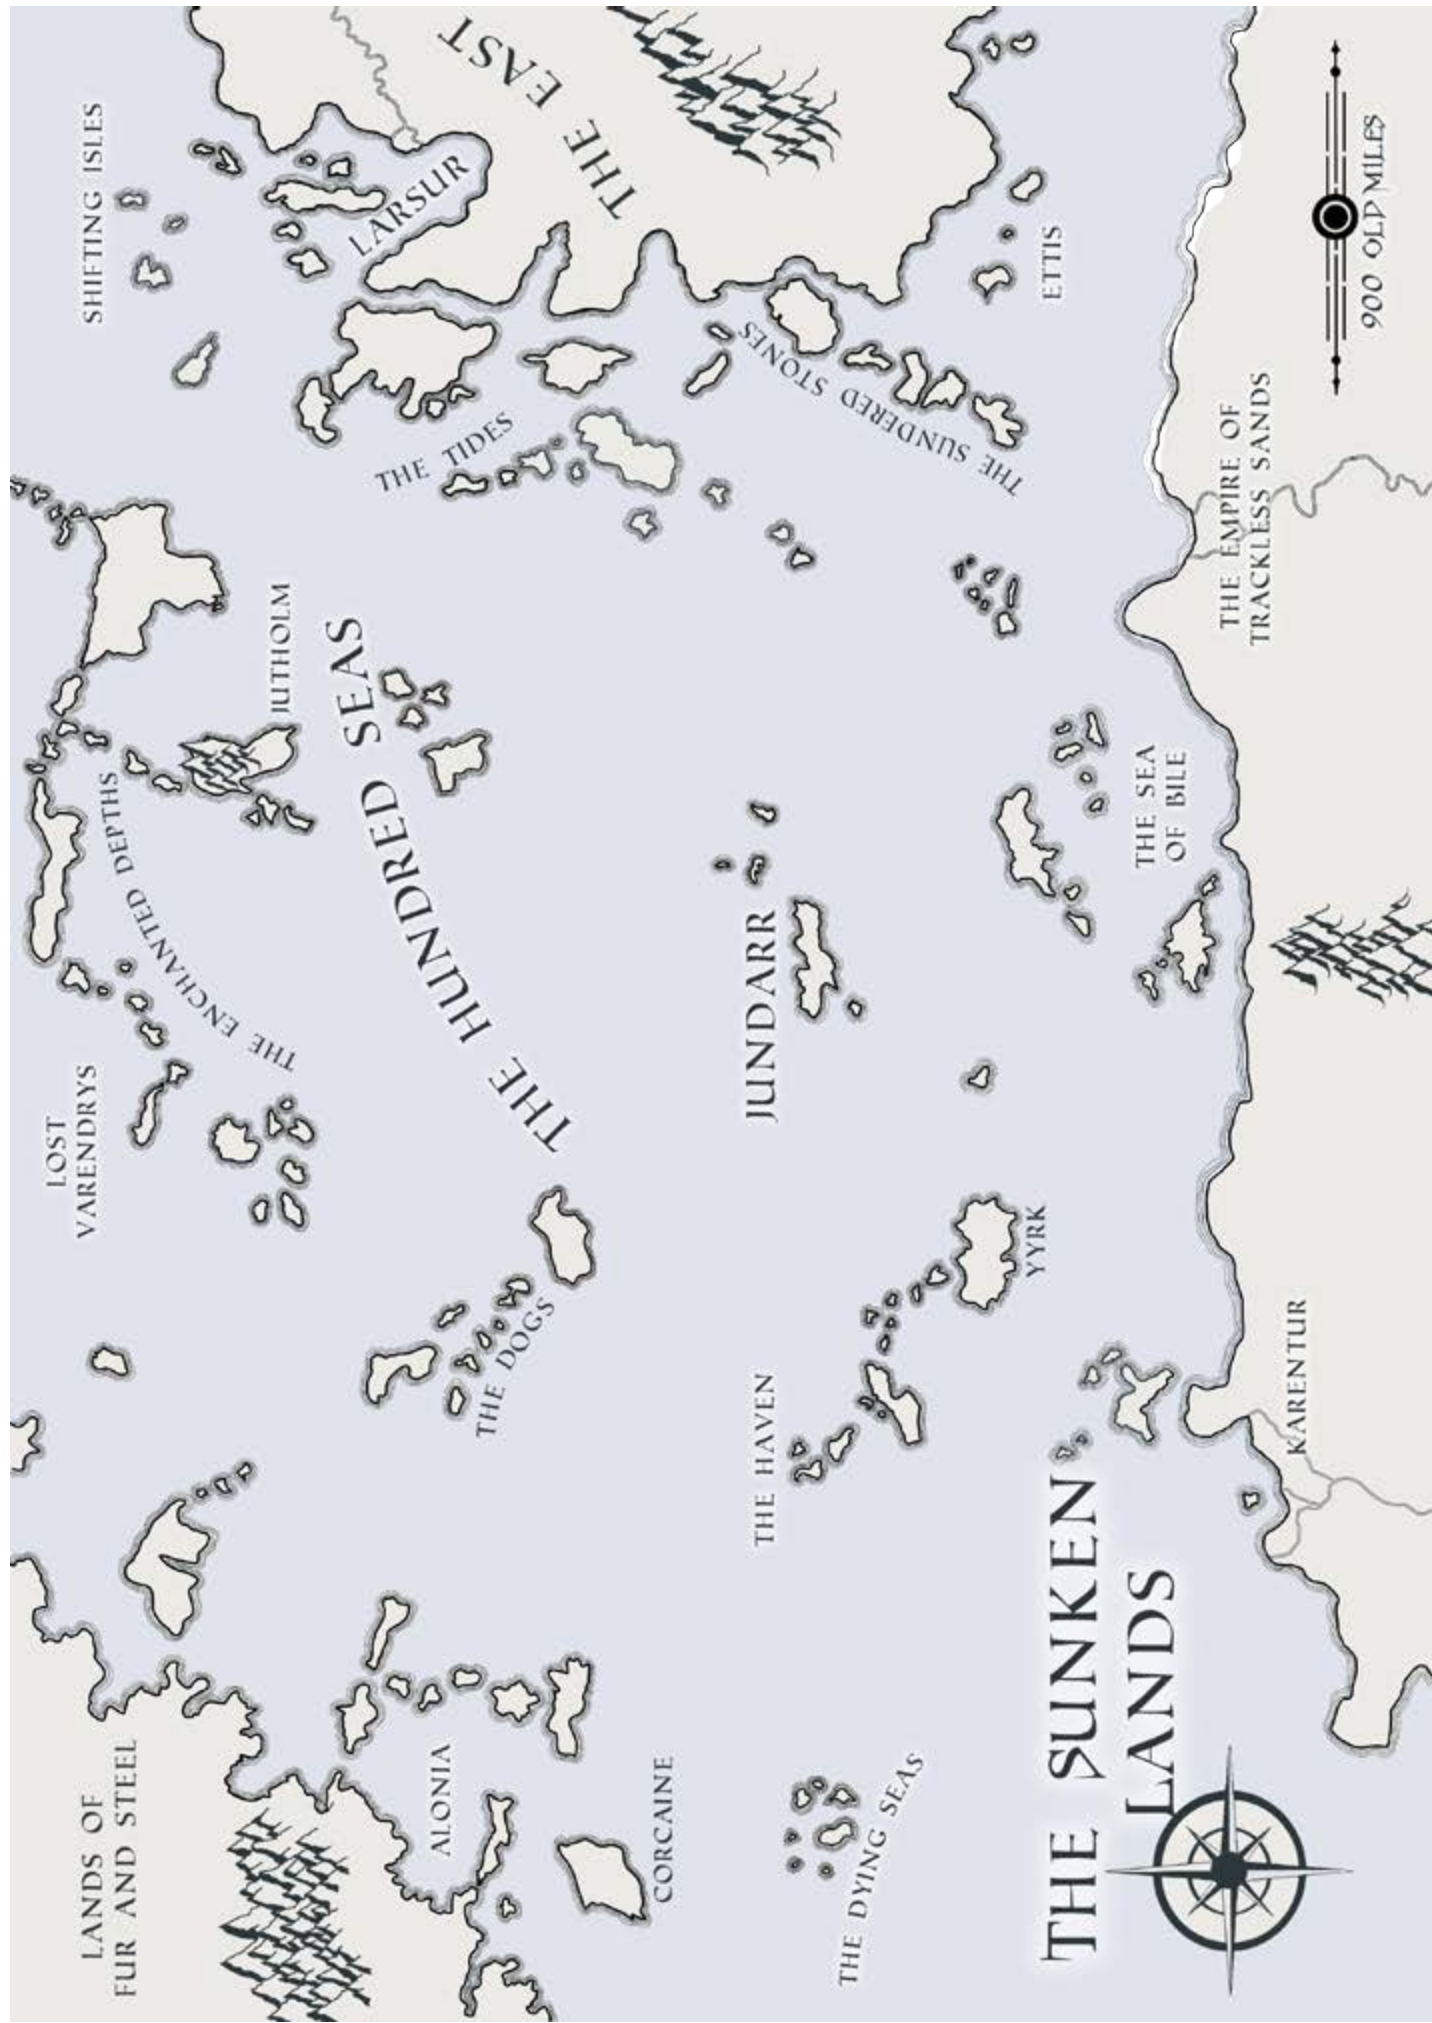 LANDS OF
FUR AND STEEL
LOST
VARENDRYS
SHIFTING ISLES
THE ENCHANTED DEPTHS
JUTHOLM
LARSUR
THE HUNDRED SEAS
THE TIDES
THE EAST
ALONIA
THE DOGS
CORCAINE
THE HAVEN
JUNDARR
THE SUNDERED STONES
THE DYING SEAS
YYRK
ETTIS
THE SUNKEN
LANDS
THE SEA
OF BILE
THE EMPIRE OF
TRACKLESS SANDS
KARENTUR
900 OLD MILES